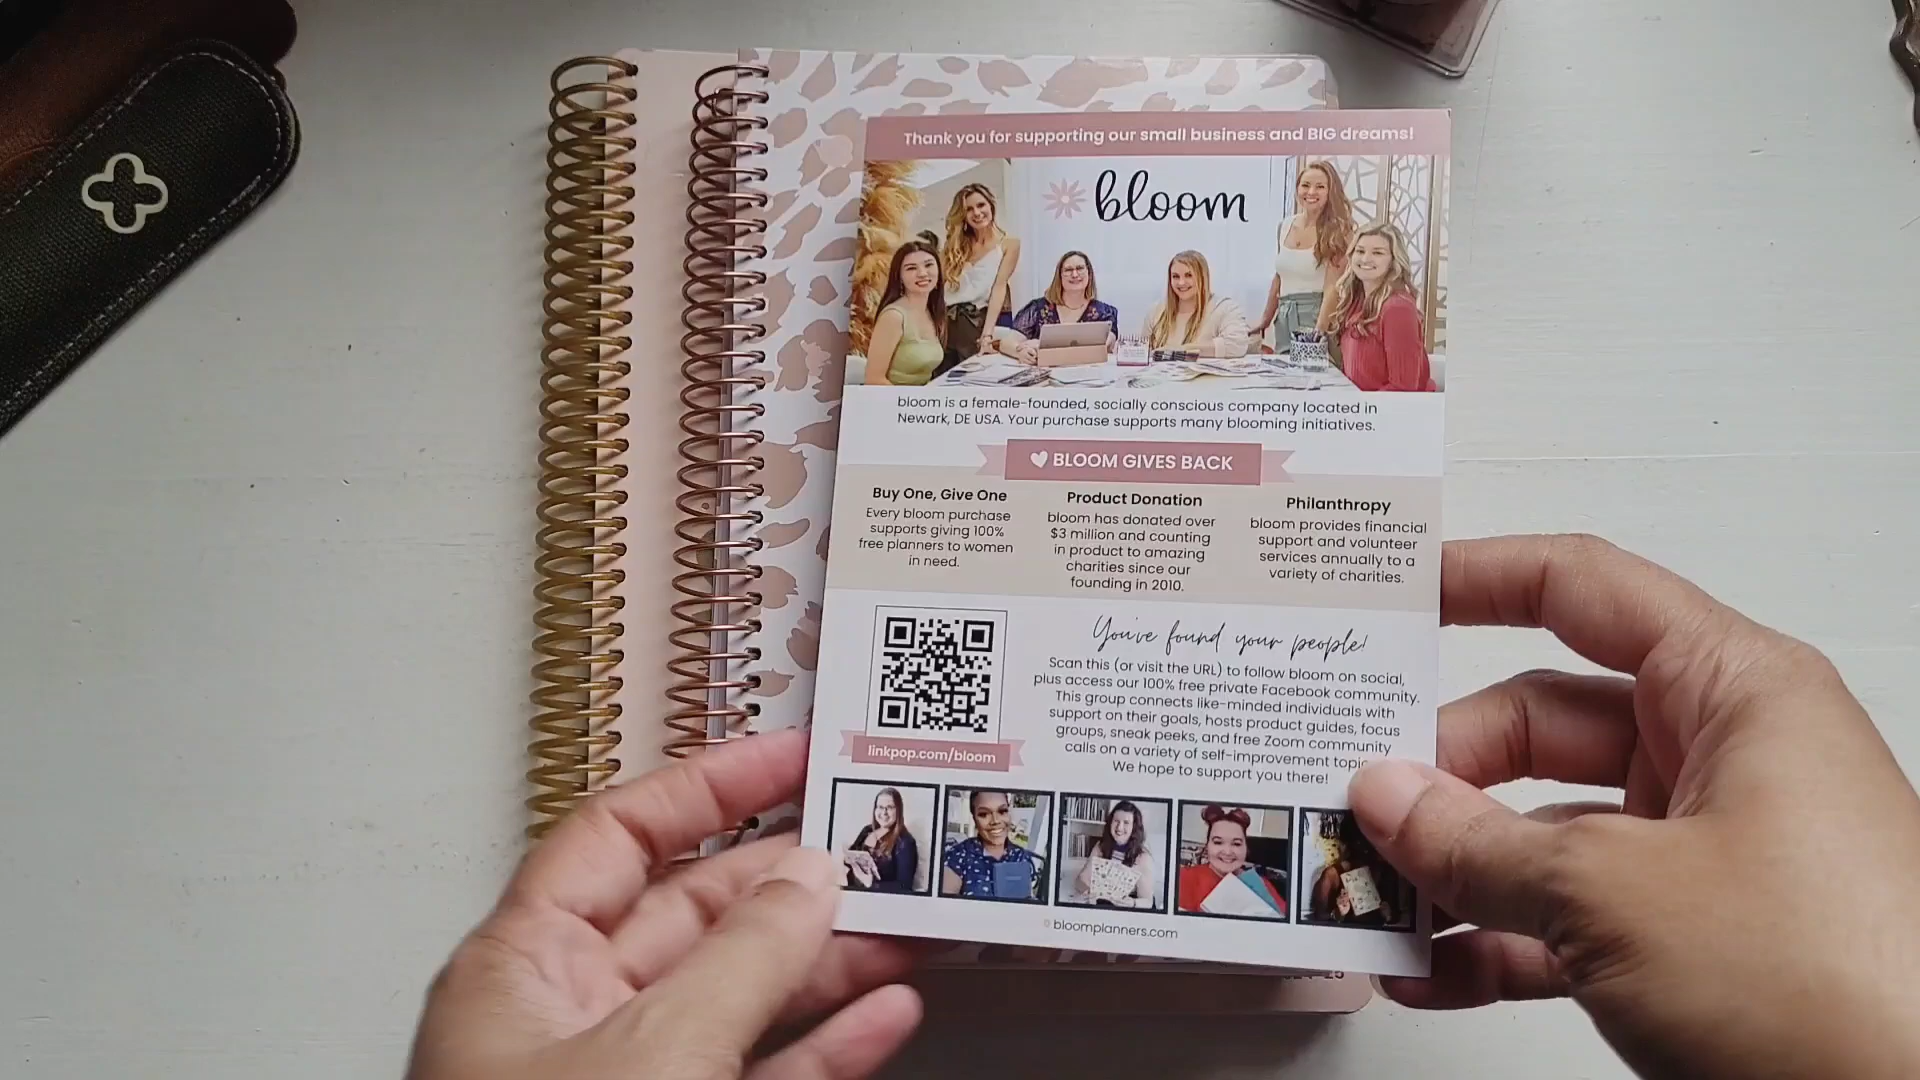 Thank you for supporting our small business and BIG dreams!
bloom
bloom is a female-founded, socially conscious company located in
Newark, DE USA. Your purchase supports many blooming initiatives.
BLOOM GIVES BACK
Buy One, Give One
Every bloom purchase
supports giving 100%
free planners to women
in need.
Product Donation
bloom has donated over
$3 million and counting
in product to amazing
charities since our
founding in 2010.
Philanthropy
bloom provides financial
support and volunteer
services annually to a
variety of charities.
linkpop.com/bloom
You've found your people!
Scan this (or visit the URL) to follow bloom on social,
plus access our 100% free private Facebook community.
This group connects like-minded individuals with
support on their goals, hosts product guides, focus
groups, sneak peeks, and free Zoom community
calls on a variety of self-improvement
We hope to support you there!
bloomplanners.com